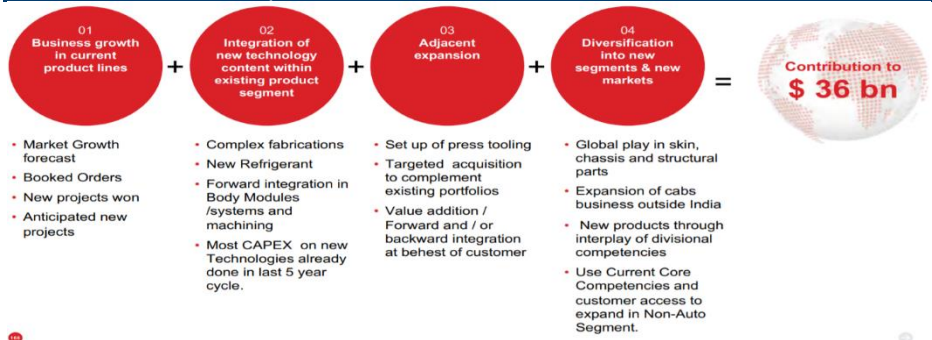 01
Business growth
in current
product lines
+
02
Integration of
new technology
content within
existing product
segment
+
03
Adjacent
expansion
+
04
Diversification
into new
segments & new
markets
=
Contribution to
$ 36 bn
• Market Growth
forecast
• Booked Orders
• New projects won
• Anticipated new
projects
• Complex fabrications
• New Refrigerant
• Forward integration in
Body Modules
/systems and
machining
• Most CAPEX on new
Technologies already
done in last 5 year
cycle.
• Set up of press tooling
• Targeted acquisition
to complement
existing portfolios
• Value addition /
Forward and / or
backward integration
at behest of customer
• Global play in skin,
chassis and structural
parts
• Expansion of cabs
business outside India
• New products through
interplay of divisional
competencies
• Use Current Core
Competencies and
customer access to
expand in Non-Auto
Segment.